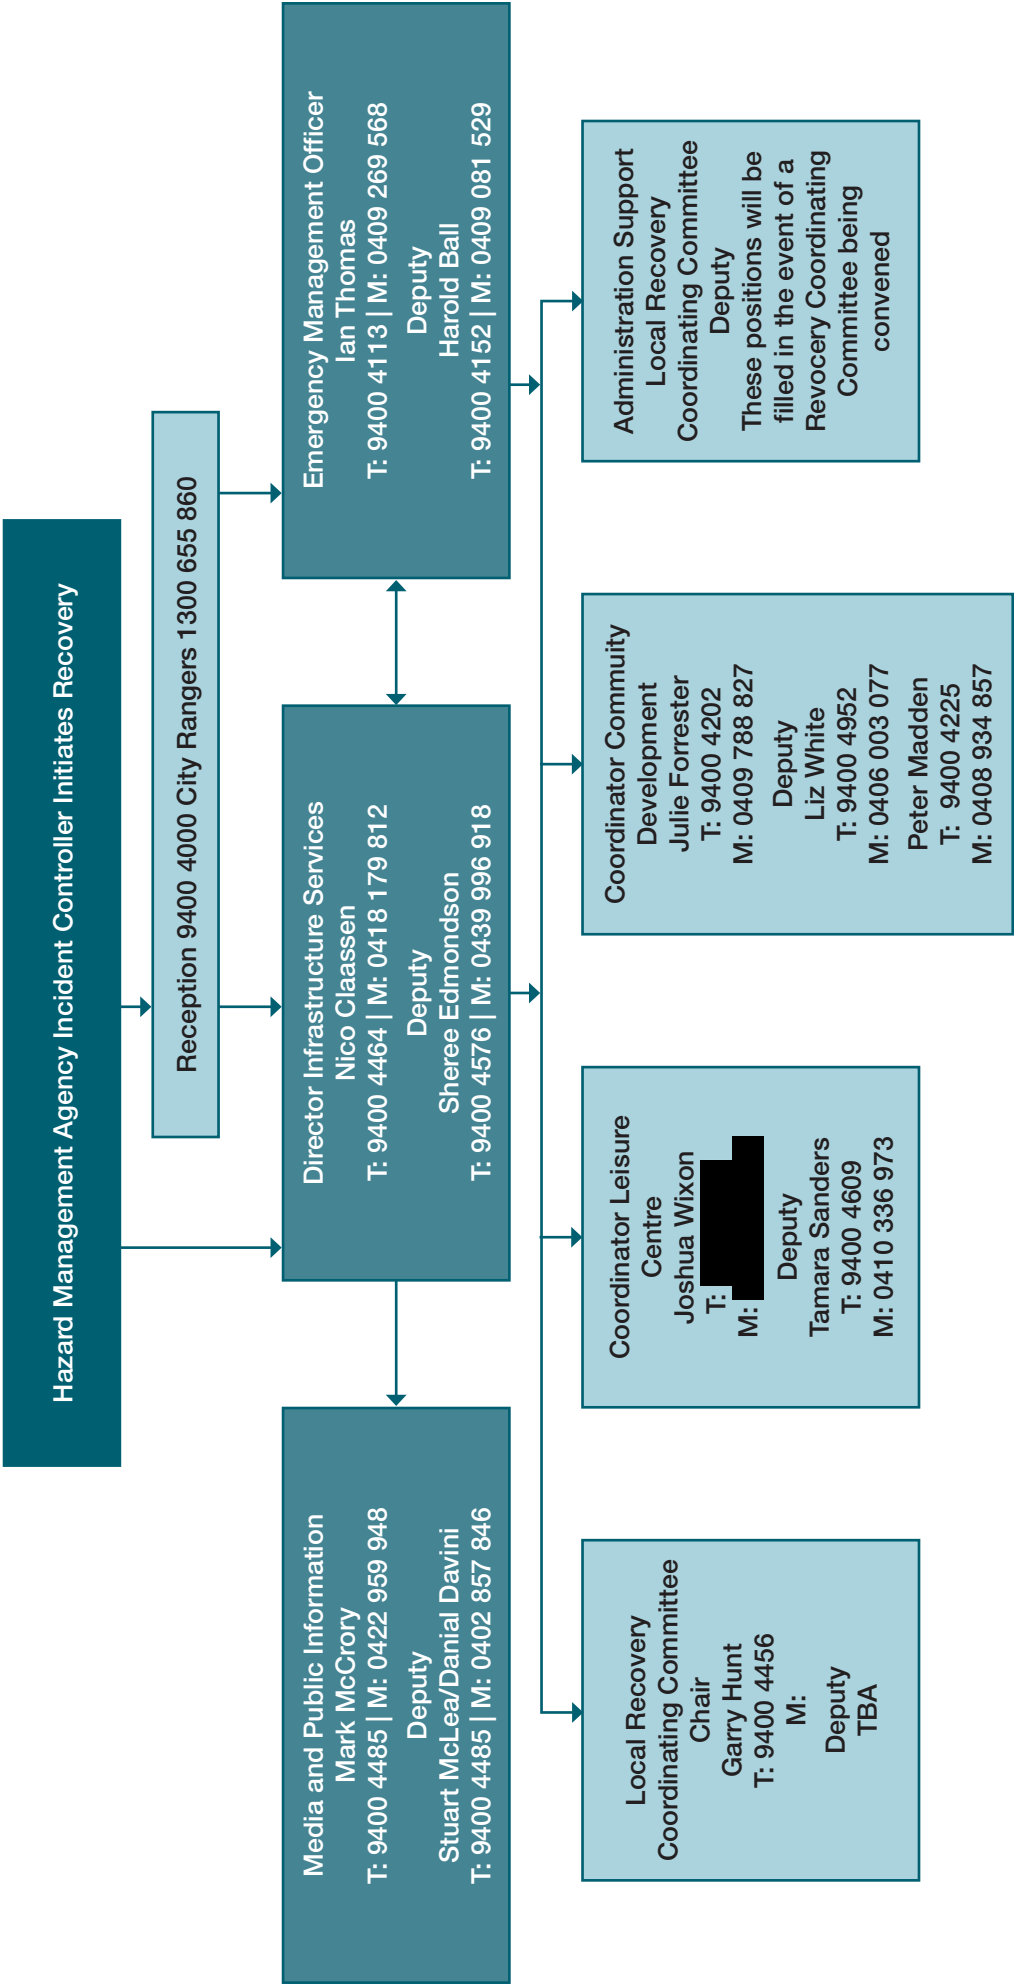 Hazard Management Agency Incident Controller Initiates Recovery
Reception 9400 4000 City Rangers 1300 655 860
Media and Public Information
Mark McCrory
T: 9400 4485 | M: 0422 959 948
Deputy
Stuart McLea/Danial Davini
T: 9400 4485 | M: 0402 857 846
Director Infrastructure Services
Nico Claassen
T: 9400 4464 | M: 0418 179 812
Deputy
Sheree Edmondson
T: 9400 4576 | M: 0439 996 918
Emergency Management Officer
Ian Thomas
T: 9400 4113 | M: 0409 269 568
Deputy
Harold Ball
T: 9400 4152 | M: 0409 081 529
Local Recovery
Coordinating Committee
Chair
Garry Hunt
T: 9400 4456
M:
Deputy
TBA
Coordinator Leisure
Centre
Joshua Wixon
T:
M:
Deputy
Tamara Sanders
T: 9400 4609
M: 0410 336 973
Coordinator Commuity
Development
Julie Forrester
T: 9400 4202
M: 0409 788 827
Deputy
Liz White
T: 9400 4952
M: 0406 003 077
Peter Madden
T: 9400 4225
M: 0408 934 857
Administration Support
Local Recovery
Coordinating Committee
Deputy
These positions will be
filled in the event of a
Revocery Coordinating
Committee being
convened